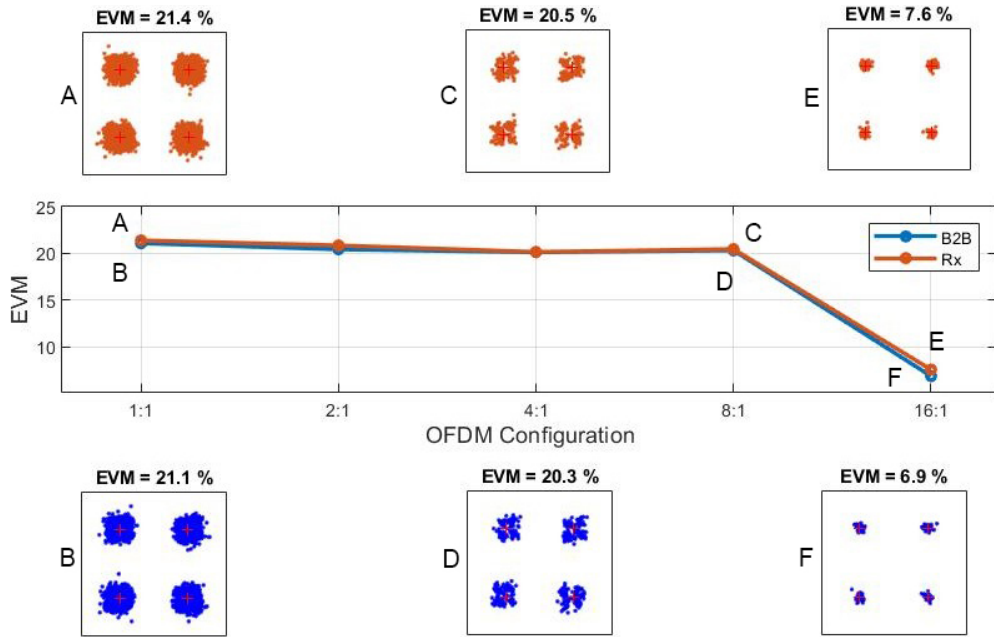 EVM = 21.4 %
EVM = 20.5 %
EVM = 7.6 %
A
C
E
25
20
15
10
EVM
A
B
C
D
E
F
B2B
Rx
1:1
2:1
4:1
8:1
16:1
OFDM Configuration
EVM = 21.1 %
EVM = 20.3 %
EVM = 6.9 %
B
D
F